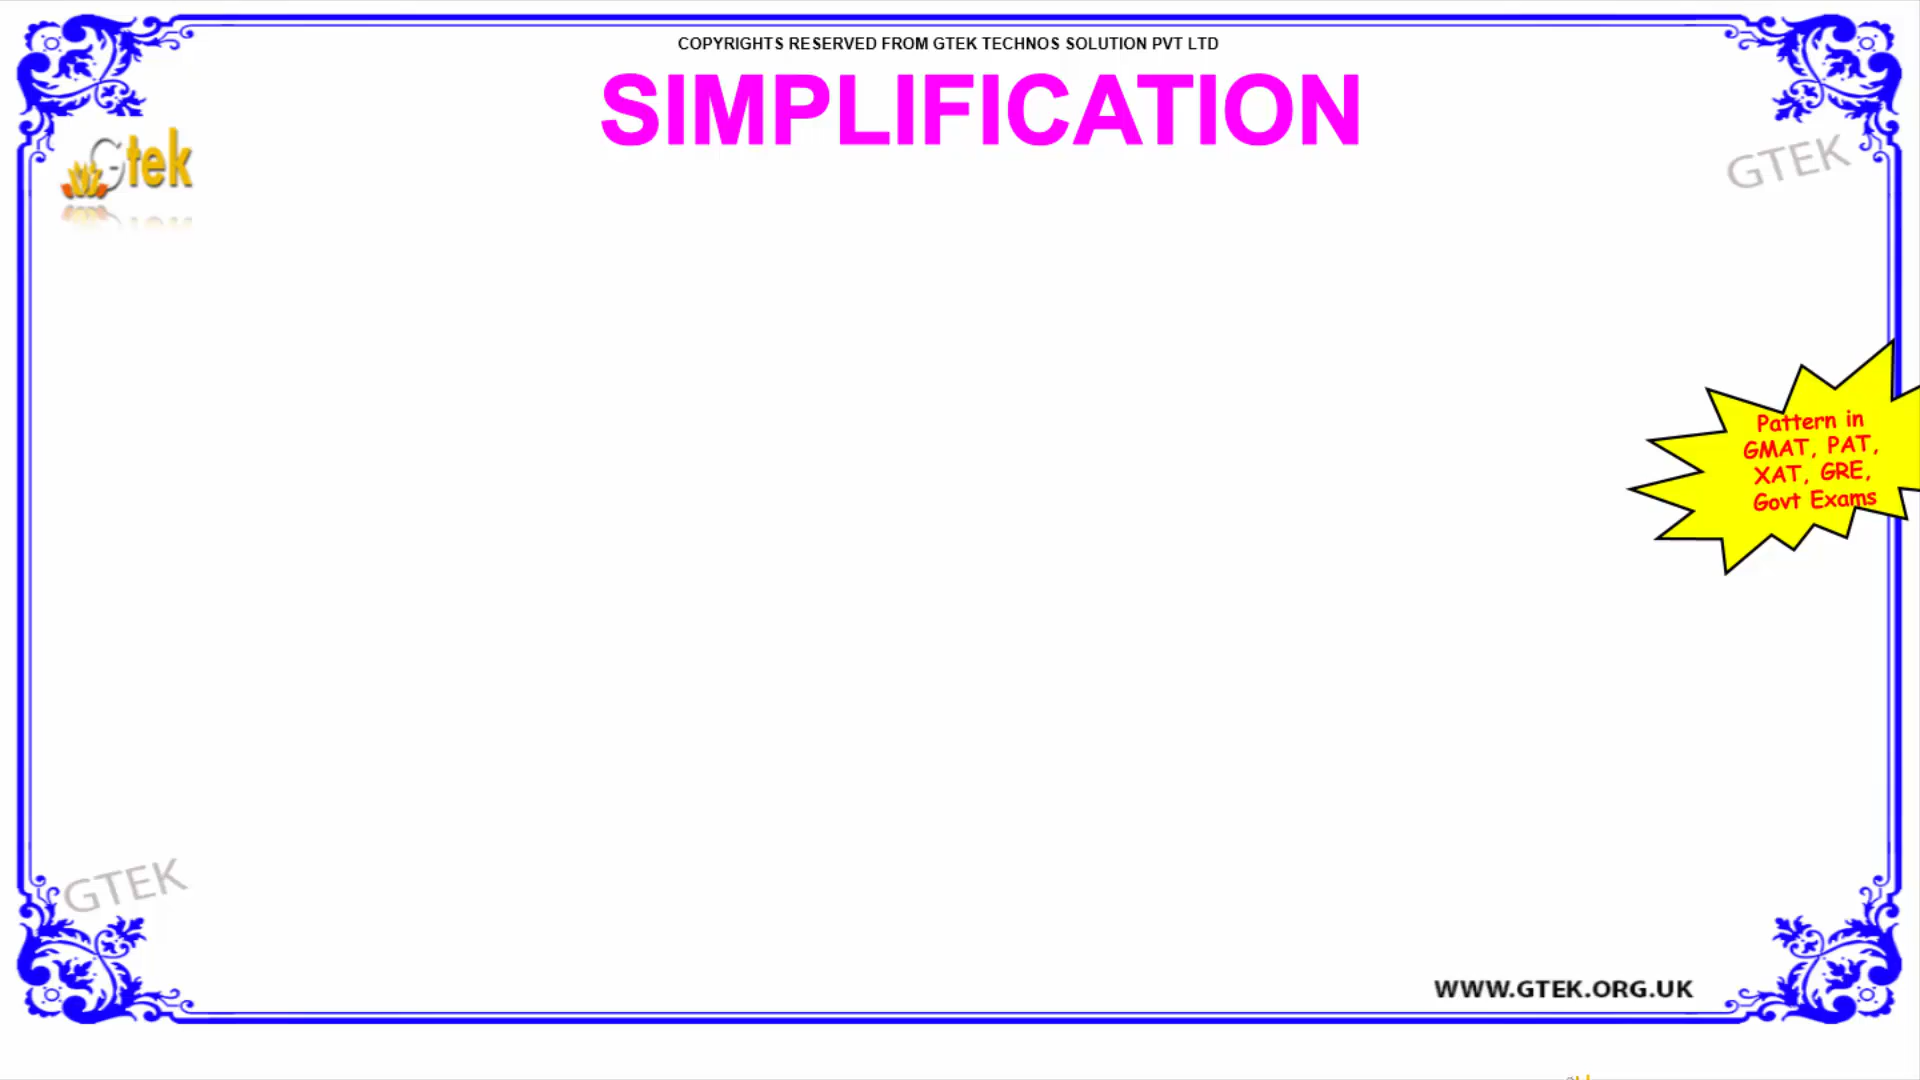 COPYRIGHTS RESERVED FROM GTEK TECHNOS SOLUTION PVT LTD
SIMPLIFICATION
Gtek
GTEK
Pattern in
GMAT, PAT,
XAT, GRE,
Govt Exams
GTEK
WWW.GTEK.ORG.UK